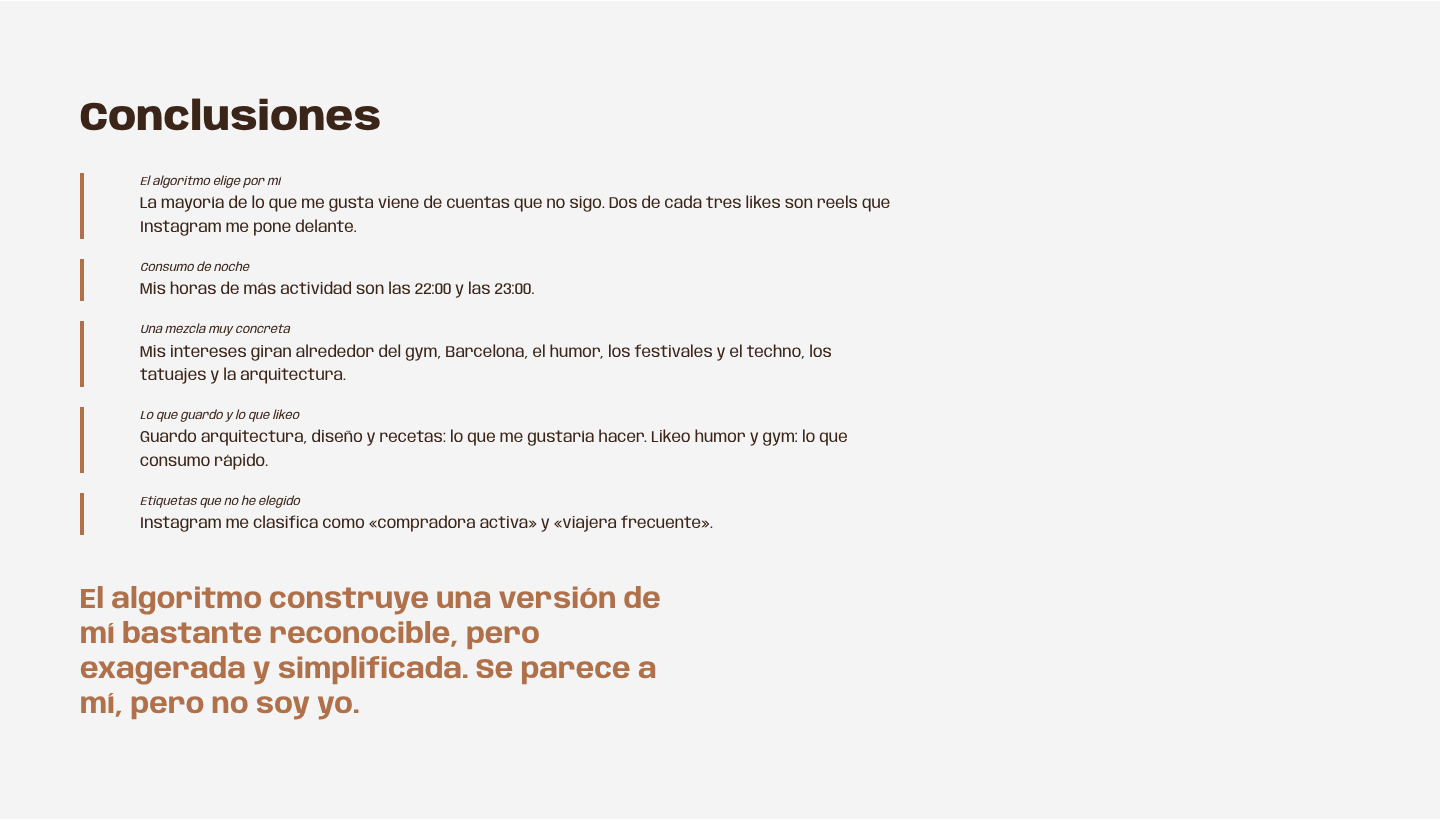 Conclusiones
El algoritmo elige por mí
La mayoría de lo que me gusta viene de cuentas que no sigo. Dos de cada tres likes son reels que
Instagram me pone delante.
Consumo de noche
Mis horas de más actividad son las 22:00 y las 23:00.
Una mezcla muy concreta
Mis intereses giran alrededor del gym, Barcelona, el humor, los festivales y el techno, los
tatuajes y la arquitectura.
Lo que guardo y lo que likeo
Guardo arquitectura, diseño y recetas: lo que me gustaría hacer. Likeo humor y gym: lo que
consumo rápido.
Etiquetas que no he elegido
Instagram me clasifica como «compradora activa» y «viajera frecuente».
El algoritmo construye una versión de
mí bastante reconocible, pero
exagerada y simplificada. Se parece a
mí, pero no soy yo.